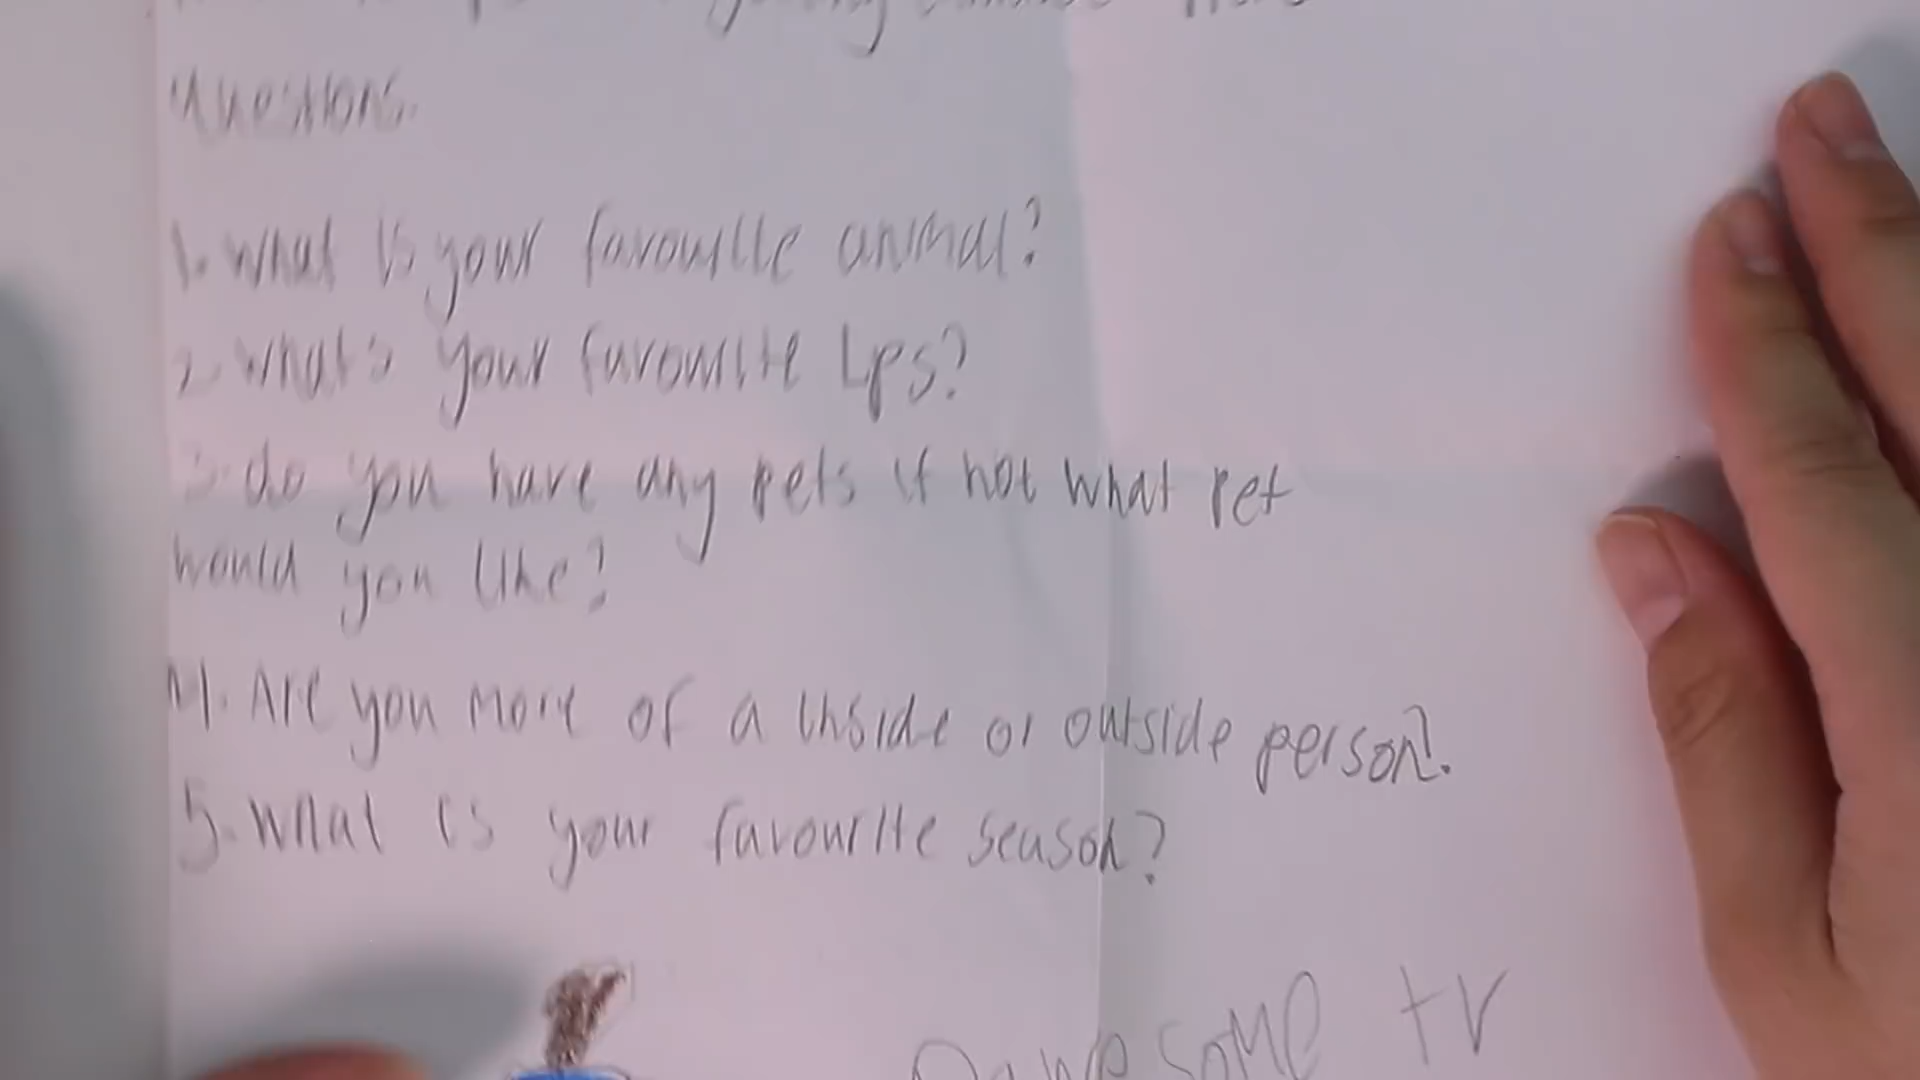 Questions.
1. What is your favourite animal?
2. What's your favourite Lps?
3. do you have any pets if not what pet
would you like?
4. Are you more of a inside or outside person?
5. What is your favourite season?
Pawesome tv